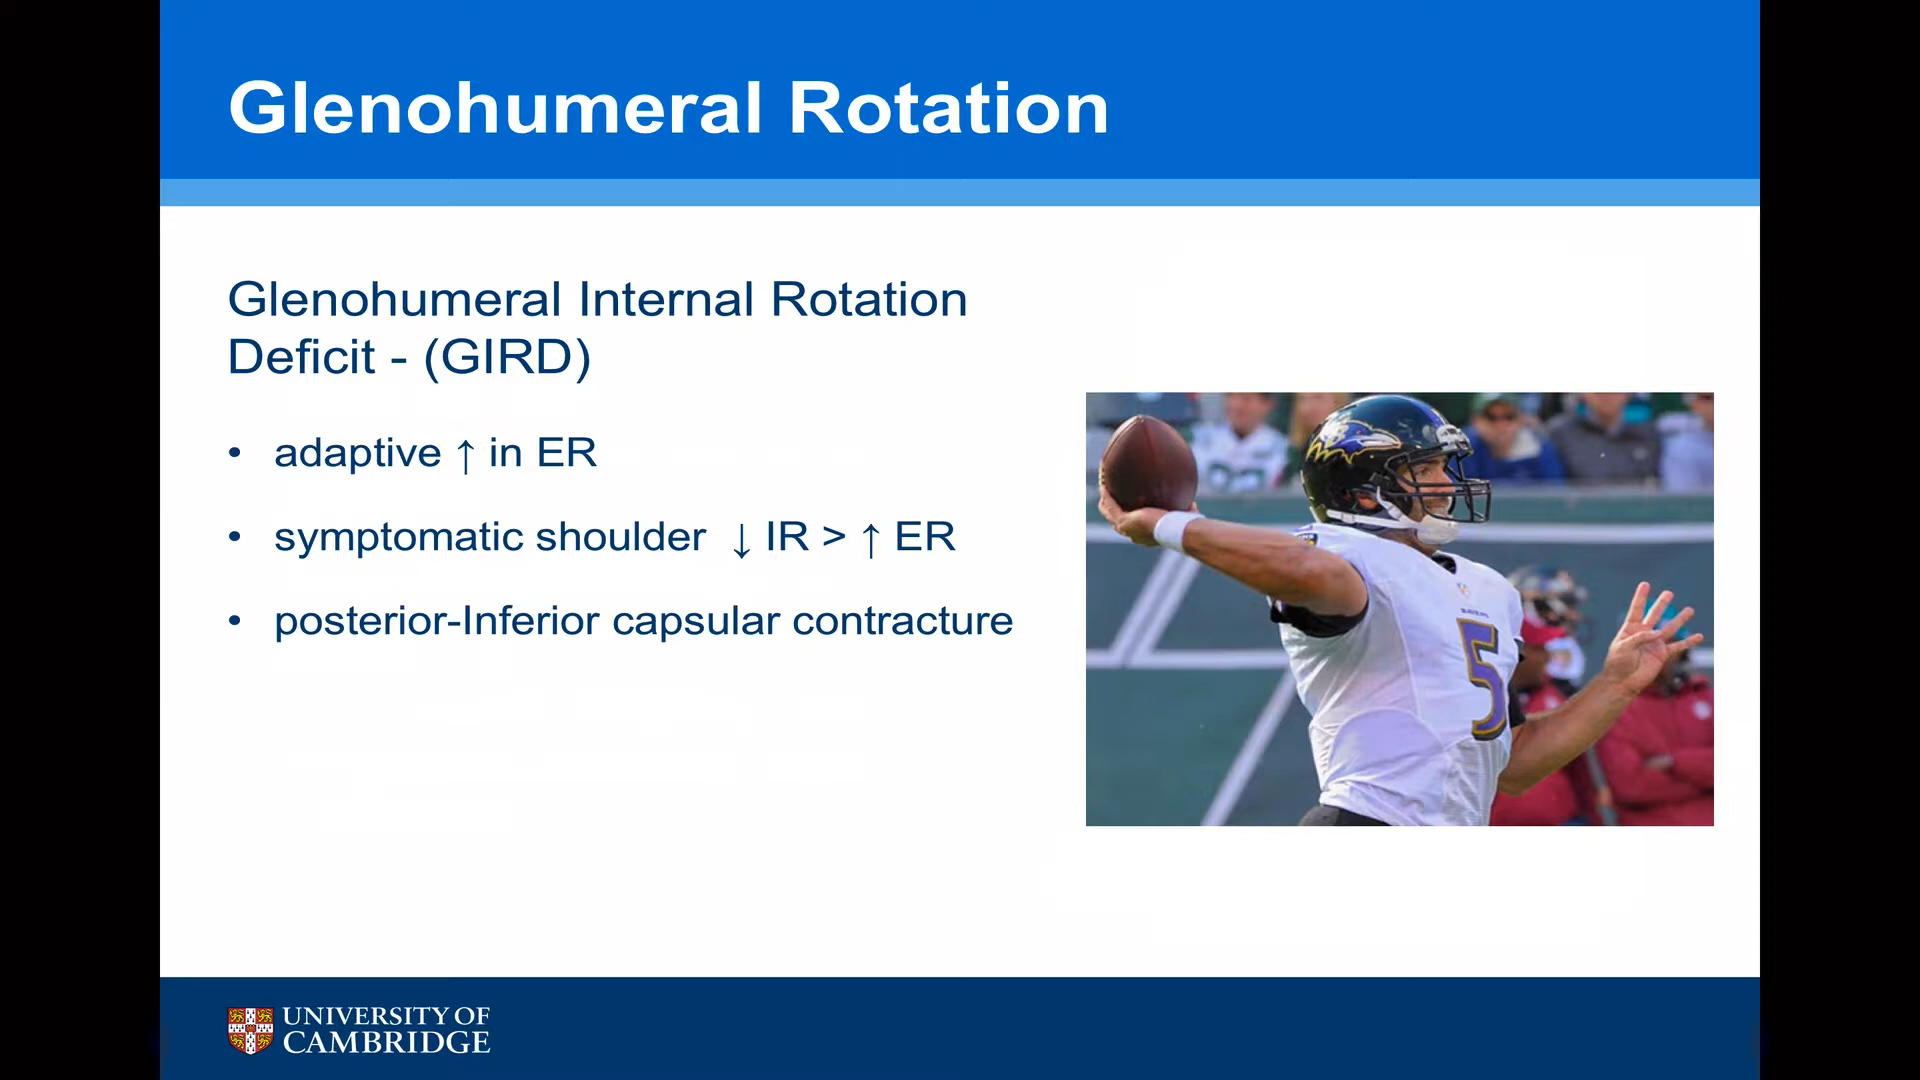 Glenohumeral Rotation
Glenohumeral Internal Rotation
Deficit - (GIRD)
• adaptive ↑ in ER
• symptomatic shoulder ↓ IR > ↑ ER
• posterior-Inferior capsular contracture
5
UNIVERSITY OF
CAMBRIDGE